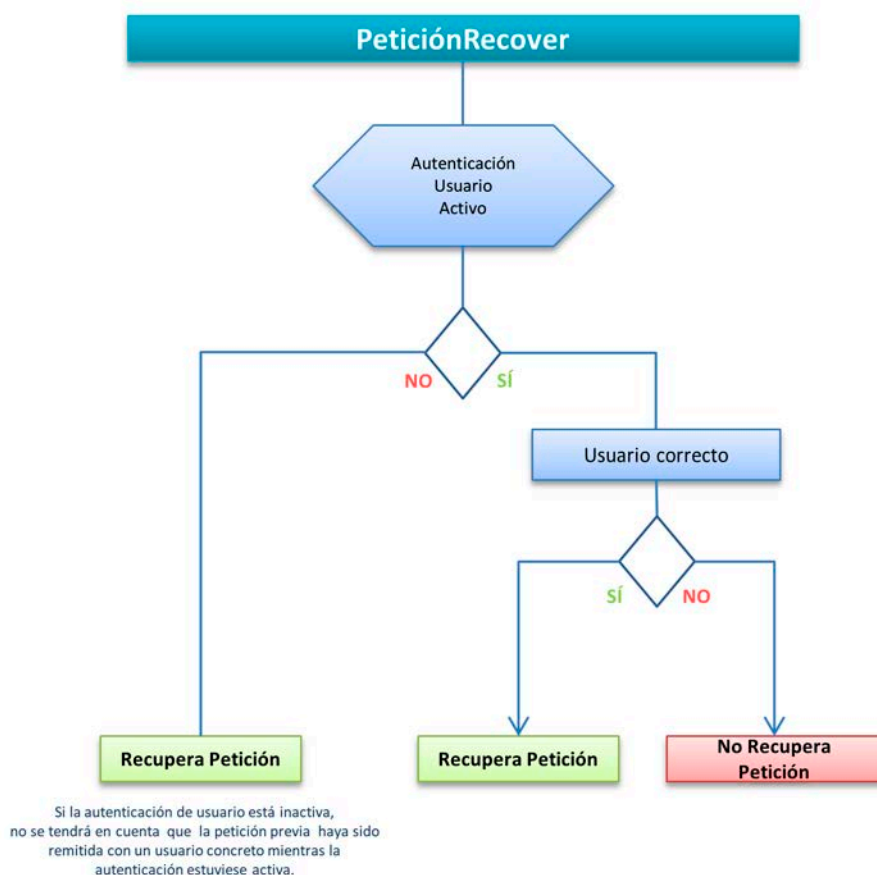 PeticiónRecover
Autenticación
Usuario
Activo
NO
SÍ
Usuario correcto
SÍ
NO
Recupera Petición
Recupera Petición
No Recupera
Petición
Si la autenticación de usuario está inactiva,
no se tendrá en cuenta que la petición previa haya sido
remitida con un usuario concreto mientras la
autenticación estuviese activa.